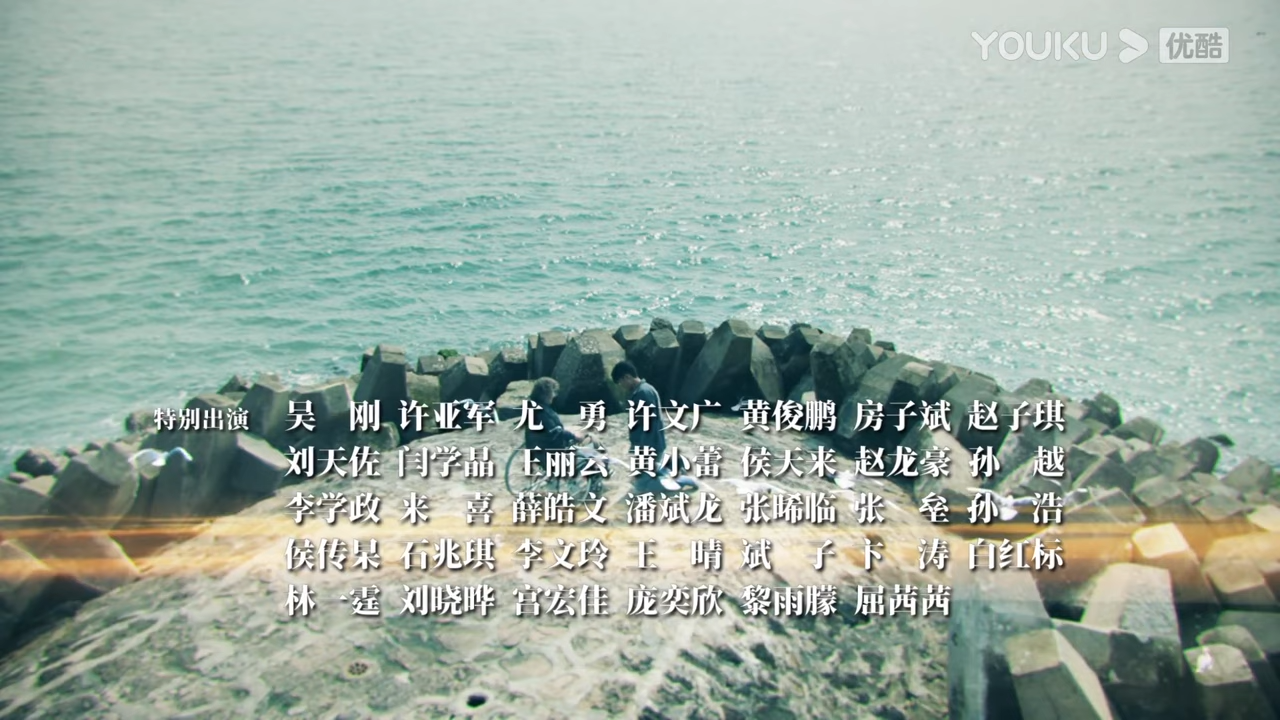 YOUKU 优酷
特别出演 吴 刚 许亚军 尤 勇 许文广 黄俊鹏 房子斌 赵子琪
刘天佐 闫学晶 王丽云 黄小蕾 侯天来 赵龙豪 孙 越
李学政 来 喜 薛皓文 潘斌龙 张晞临 张 垒 孙 浩
侯传杲 石兆琪 李文玲 王 晴 斌 子 卞 涛 白红标
林一霆 刘晓晔 宫宏佳 庞奕欣 黎雨朦 屈茜茜